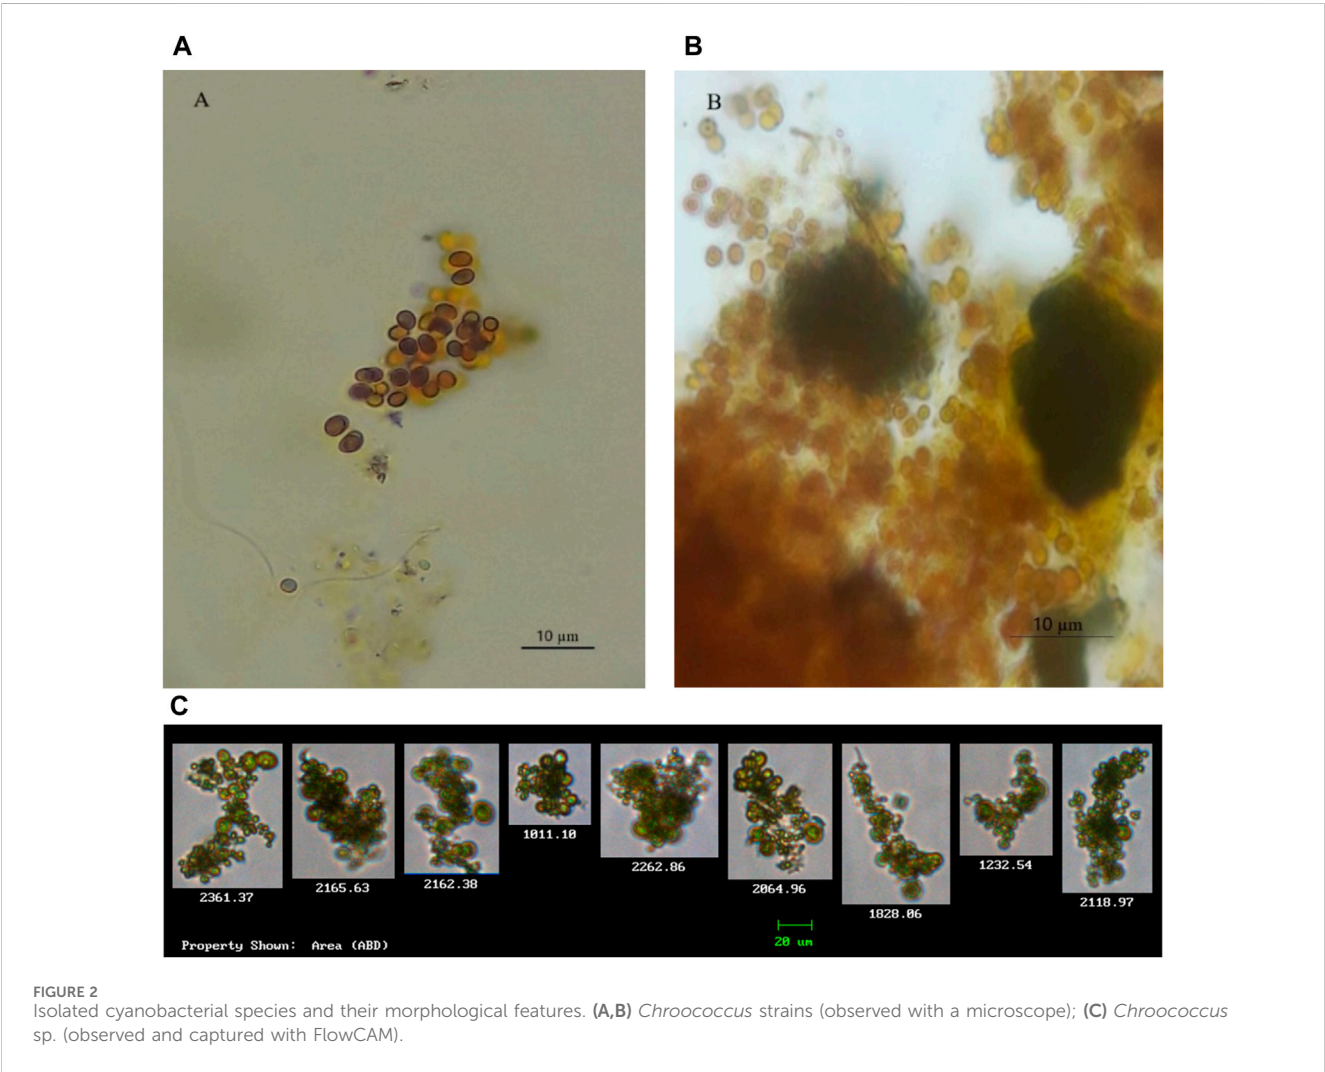 A
B
A
B
10 µm
10 µm
C
2361.37
2165.63
2162.38
1011.10
2262.86
2064.96
1828.06
1232.54
2118.97
20 um
Property Shown: Area (ABD)
FIGURE 2
Isolated cyanobacterial species and their morphological features. (A,B) Chroococcus strains (observed with a microscope); (C) Chroococcus
sp. (observed and captured with FlowCAM).